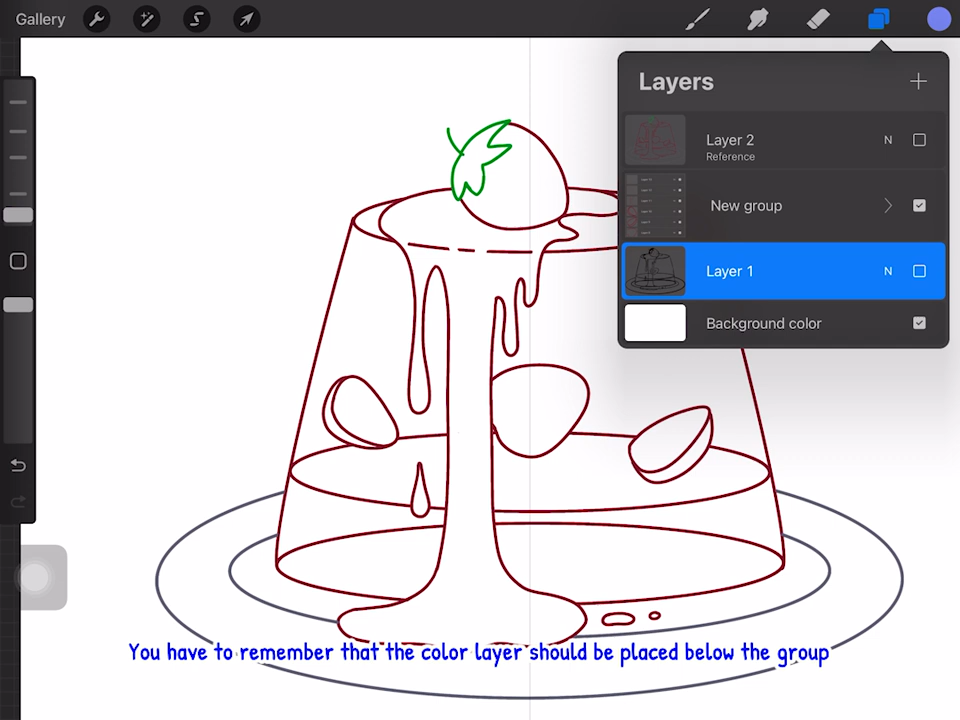 Gallery
Layers
Layer 2
N
Reference
New group
Layer 1
N
Background color
You have to remember that the color layer should be placed below the group